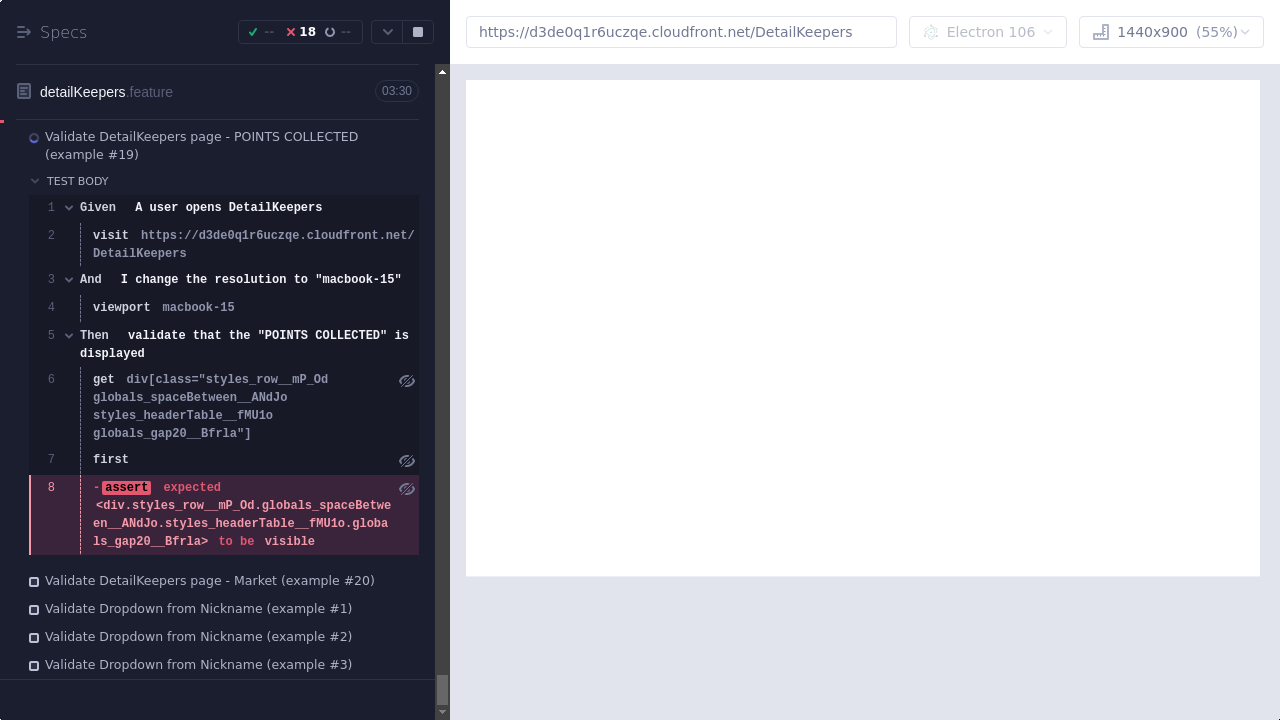 Specs
-- 18 --
https://d3de0q1r6uczqe.cloudfront.net/DetailKeepers
Electron 106
1440x900 (55%)
detailKeepers.feature 03:30
Validate DetailKeepers page - POINTS COLLECTED
(example #19)
TEST BODY
1 Given A user opens DetailKeepers
2 visit https://d3de0q1r6uczqe.cloudfront.net/
DetailKeepers
3 And I change the resolution to "macbook-15"
4 viewport macbook-15
5 Then validate that the "POINTS COLLECTED" is
displayed
6 get div[class="styles_row__mP_Od
globals_spaceBetween__ANdJo
styles_headerTable__fMU1o
globals_gap20__Bfrla"]
7 first
8 -assert expected
<div.styles_row__mP_Od.globals_spaceBetwe
en__ANdJo.styles_headerTable__fMU1o.globa
ls_gap20__Bfrla> to be visible
Validate DetailKeepers page - Market (example #20)
Validate Dropdown from Nickname (example #1)
Validate Dropdown from Nickname (example #2)
Validate Dropdown from Nickname (example #3)